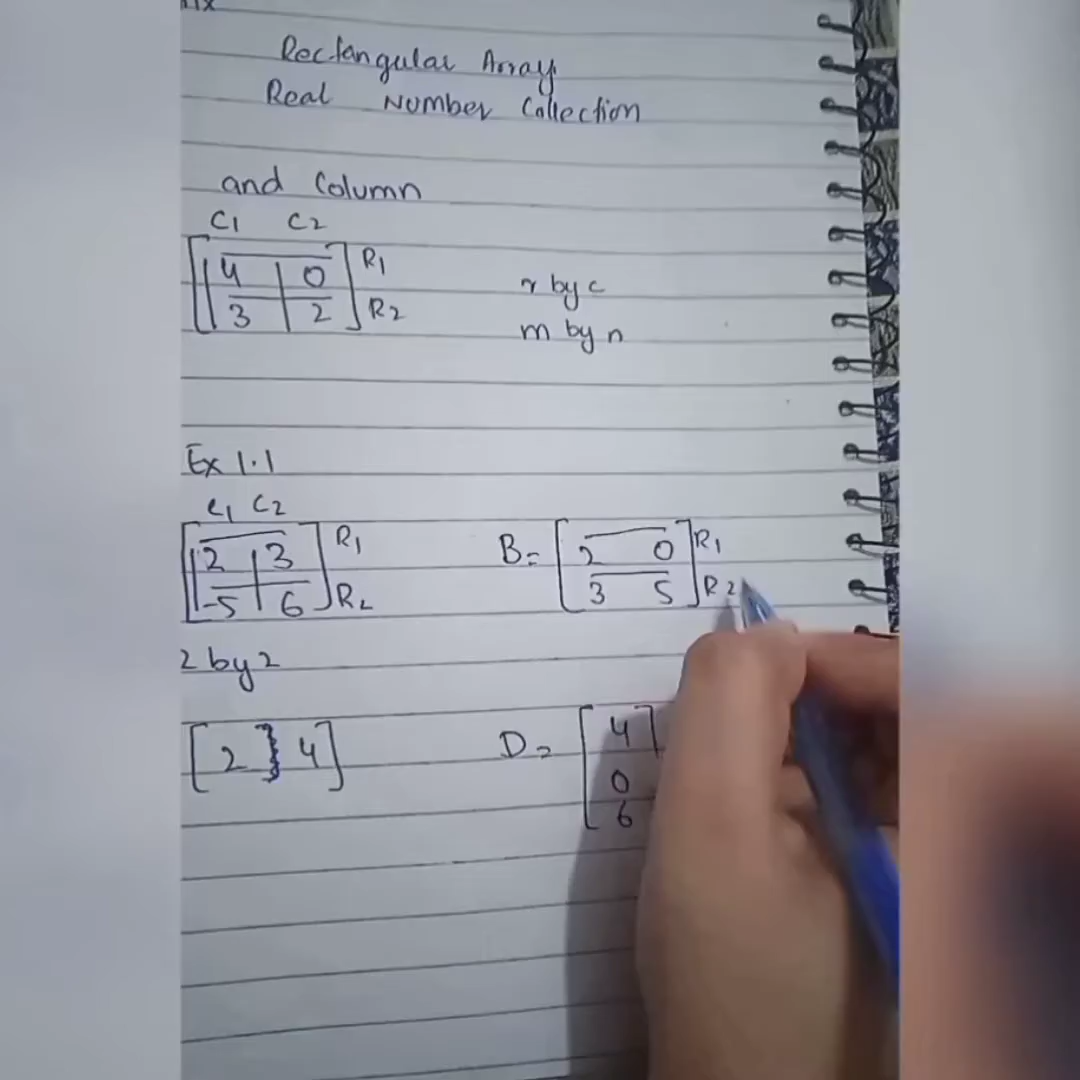 Rectangular Array
Real Number Collection
and Column
C1 C2
4 0 R1
3 2 R2
r by c
m by n
Ex 1.1
C1 C2
2 3 R1
-5 6 R2
B= 2 0 R1
3 5 R2
2 by 2
[2 4]
D= 4
0
6